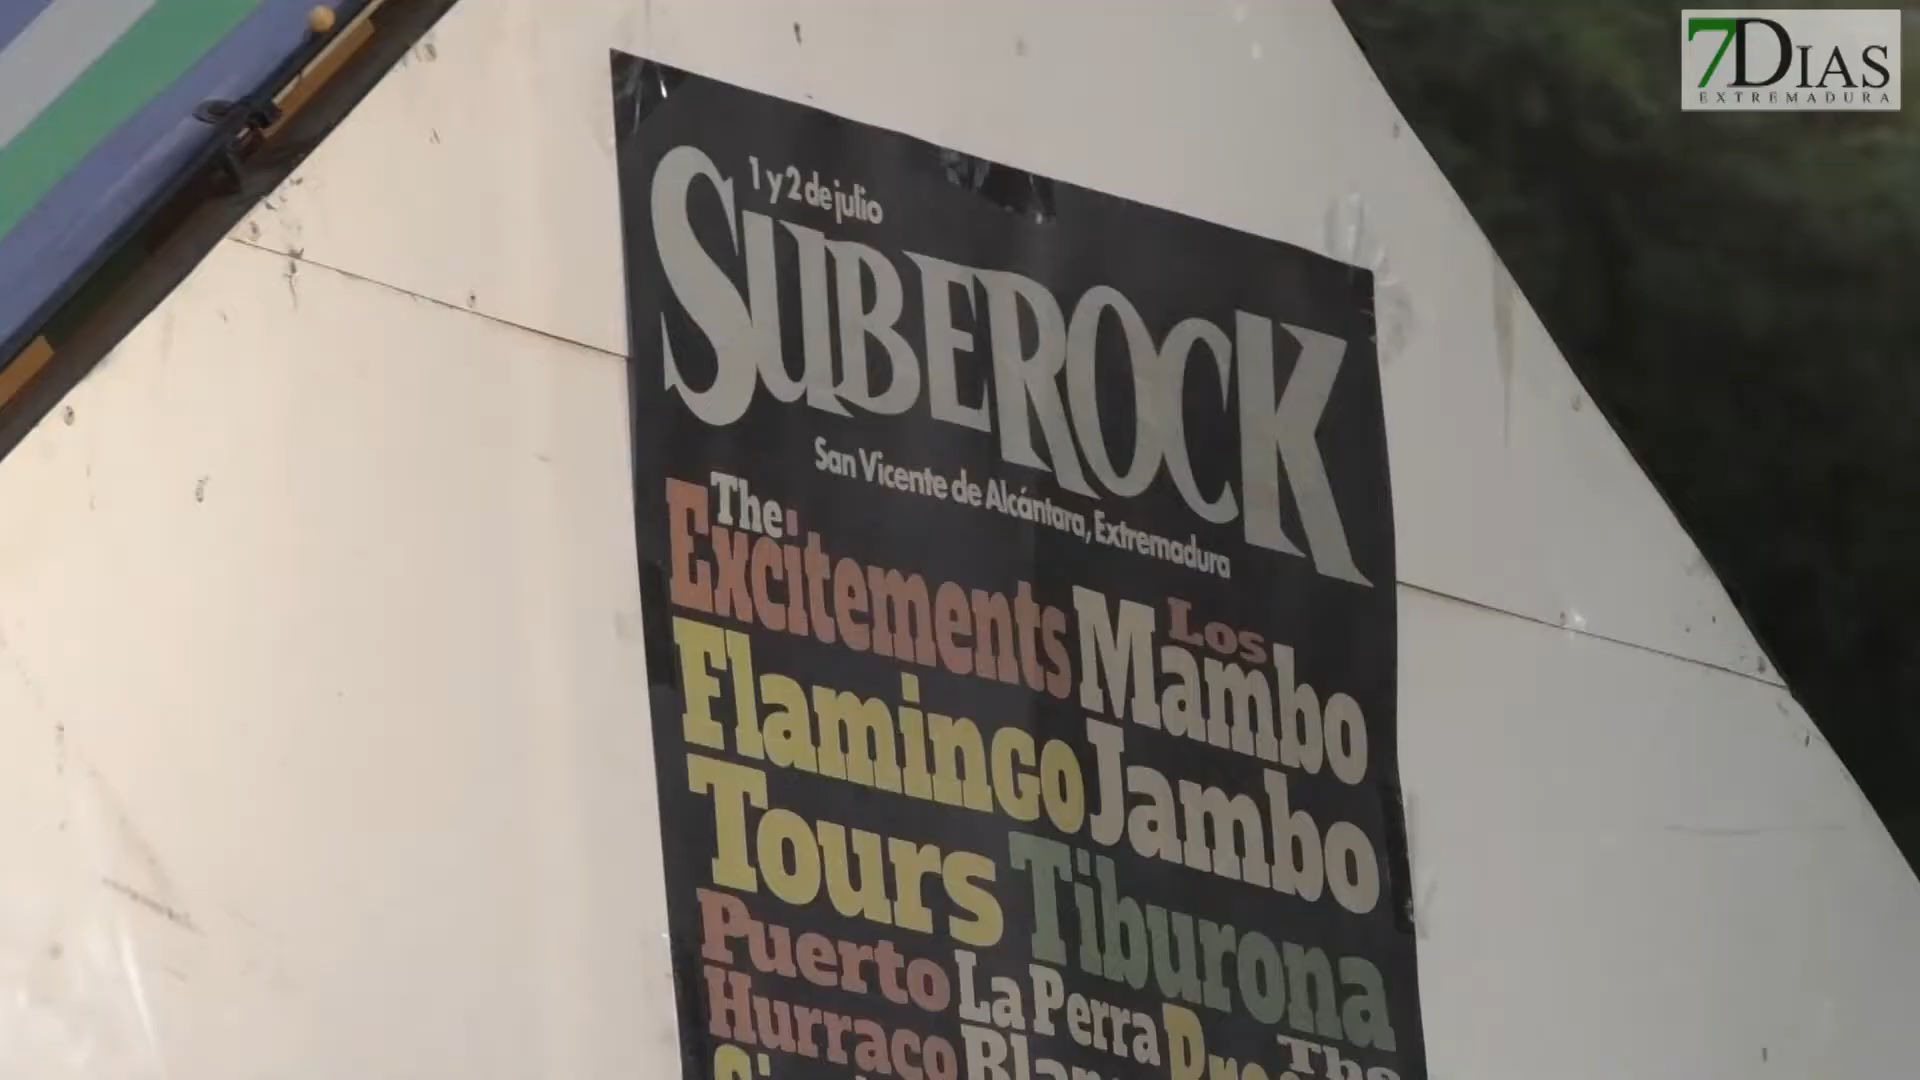 7DIAS
EXTREMADURA
1 y 2 de julio
SUBEROCK
San Vicente de Alcántara, Extremadura
The
Excitements
Los
Mambo
Jambo
Flamingo
Tours
Tiburona
Puerto
Hurraco
La Perra